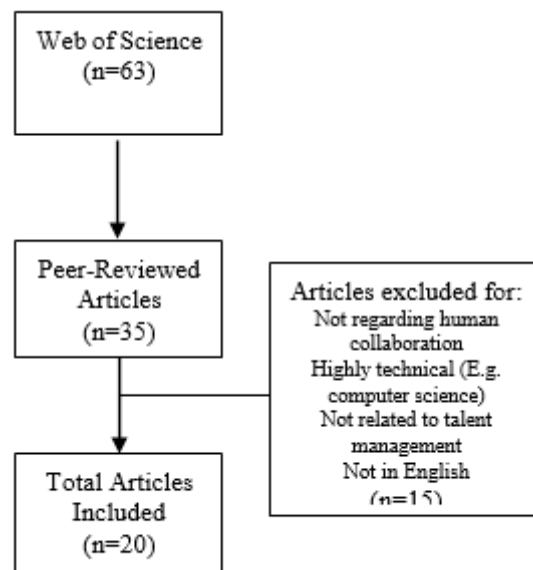 Web of Science
(n=63)
Peer-Reviewed
Articles
(n=35)
Articles excluded for:
Not regarding human
collaboration
Highly technical (E.g.
computer science)
Not related to talent
management
Not in English
(n=15)
Total Articles
Included
(n=20)